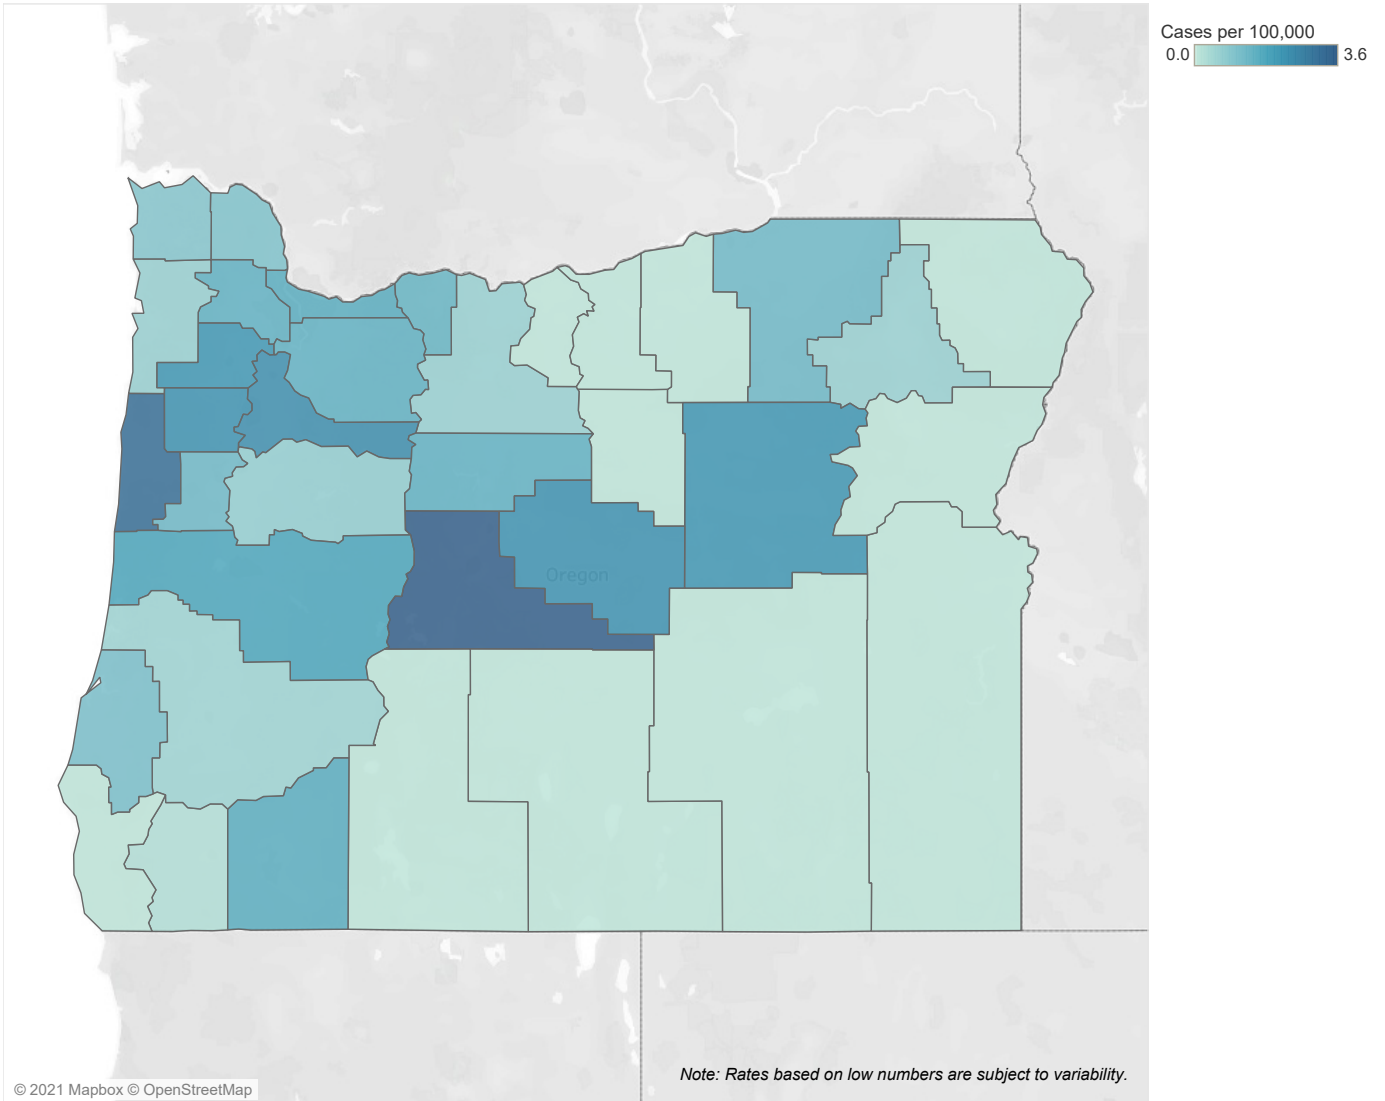 Cases per 100,000
0.0 3.6
Oregon
Note: Rates based on low numbers are subject to variability.
© 2021 Mapbox © OpenStreetMap